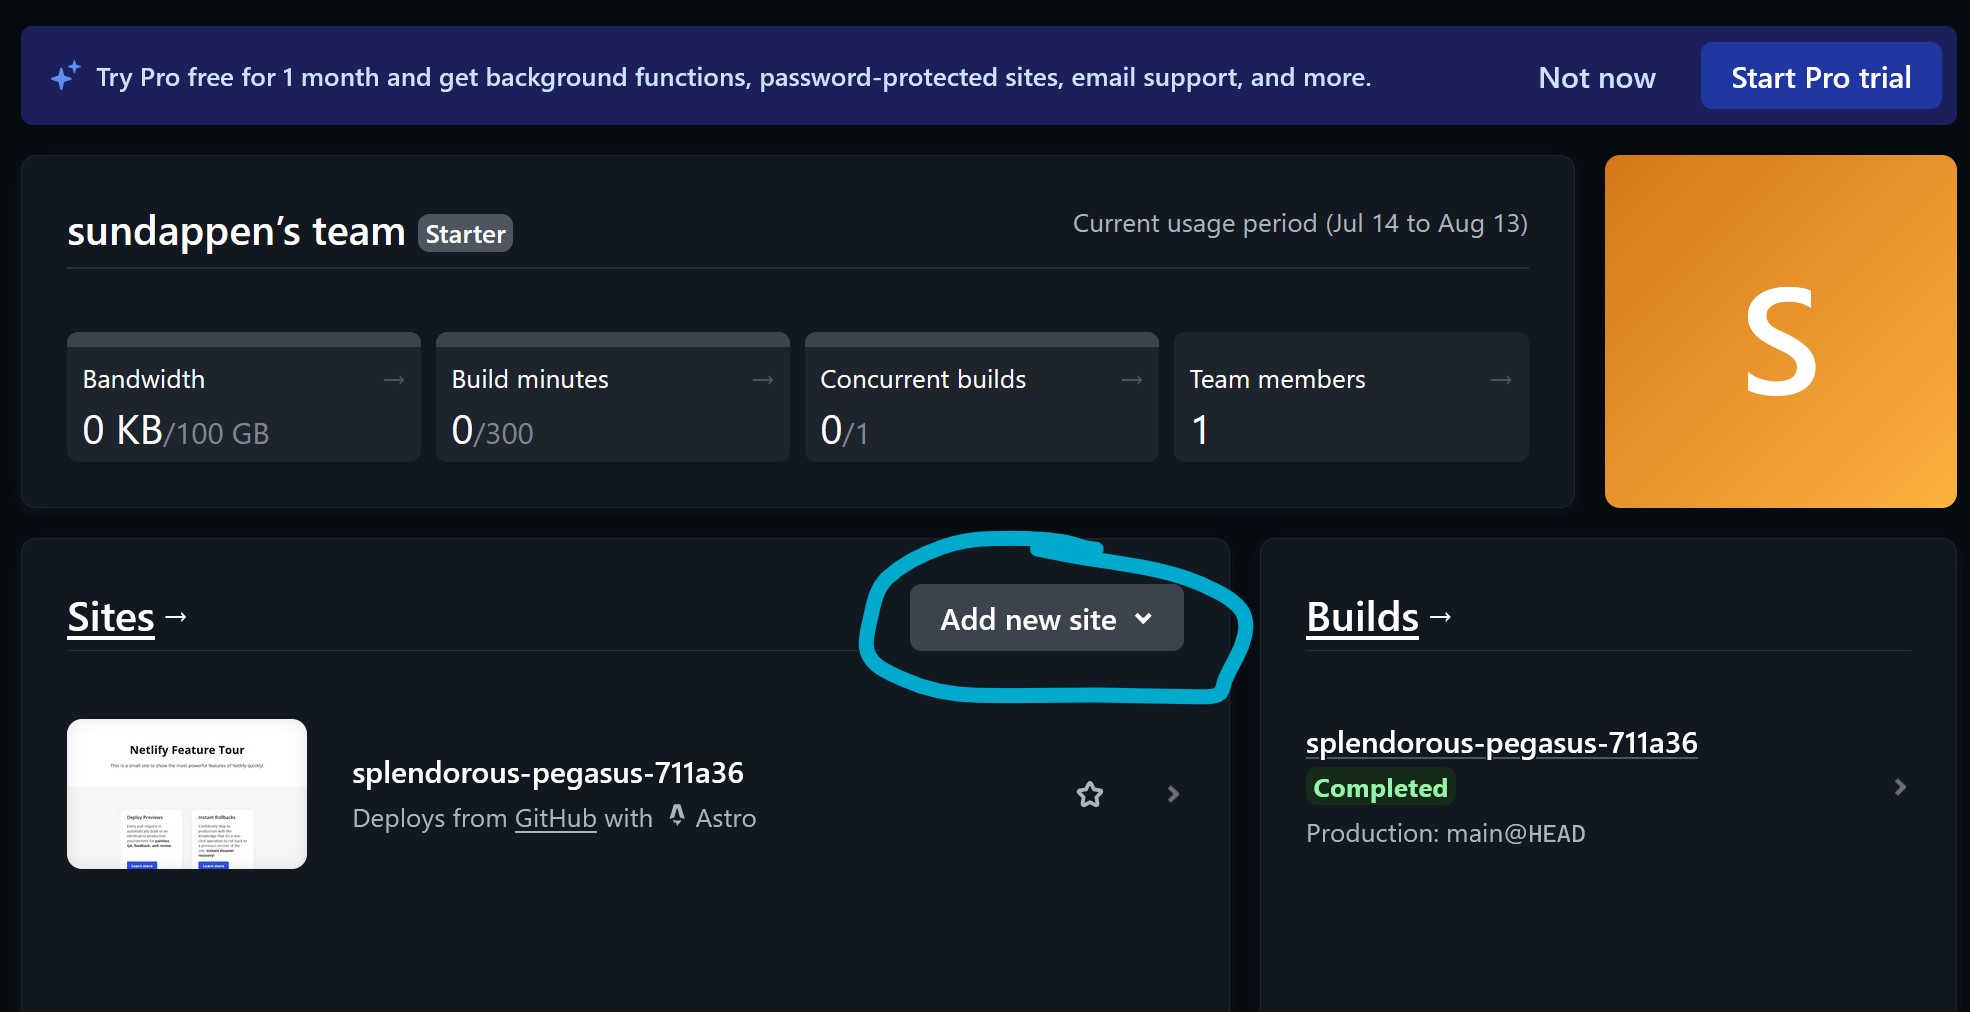 Try Pro free for 1 month and get background functions, password-protected sites, email support, and more.
Not now
Start Pro trial
sundappen’s team Starter
Current usage period (Jul 14 to Aug 13)
S
Bandwidth →
0 KB/100 GB
Build minutes →
0/300
Concurrent builds →
0/1
Team members →
1
Sites →
Add new site
Netlify Feature Tour
This is a small site to show the most powerful features of Netlify quickly!
Deploy Previews
Instant Rollbacks
Learn more
Learn more
splendorous-pegasus-711a36
Deploys from GitHub with Astro
Builds →
splendorous-pegasus-711a36
Completed
Production: main@HEAD